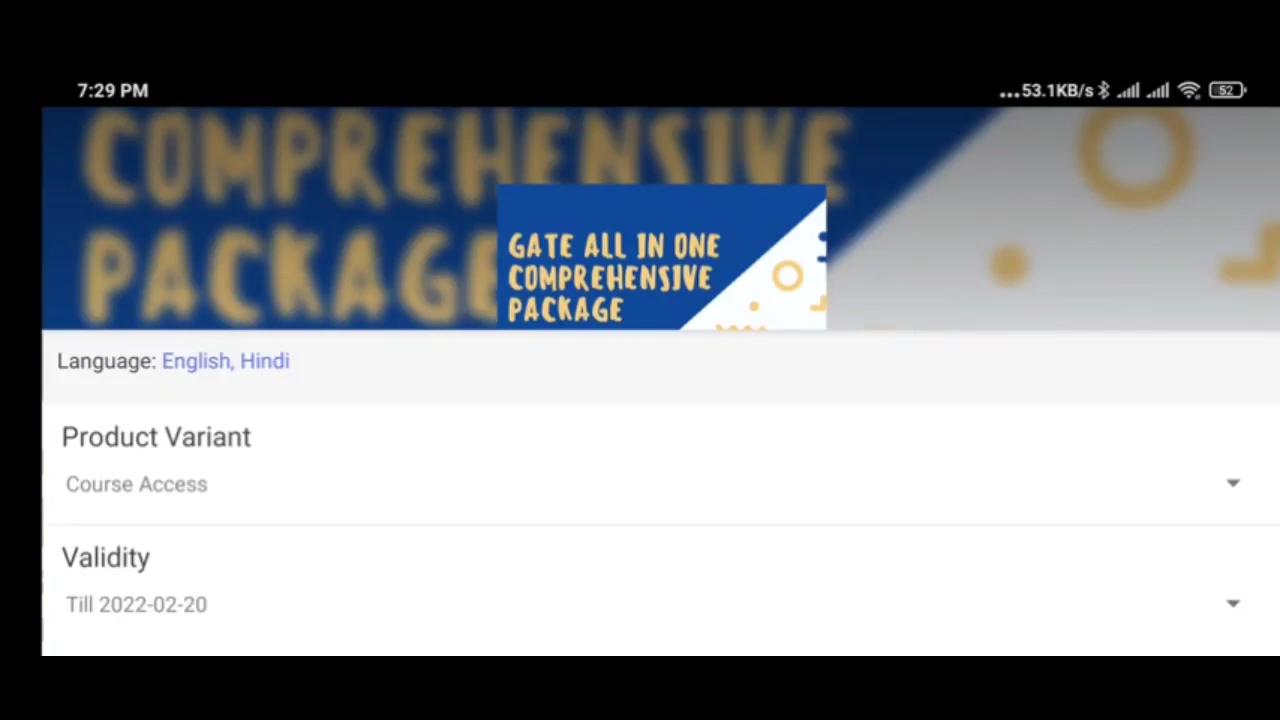 7:29 PM
...53.1KB/s
52
COMPREHENSIVE
PACKAGE
GATE ALL IN ONE
COMPREHENSIVE
PACKAGE
Language: English, Hindi
Product Variant
Course Access
Validity
Till 2022-02-20